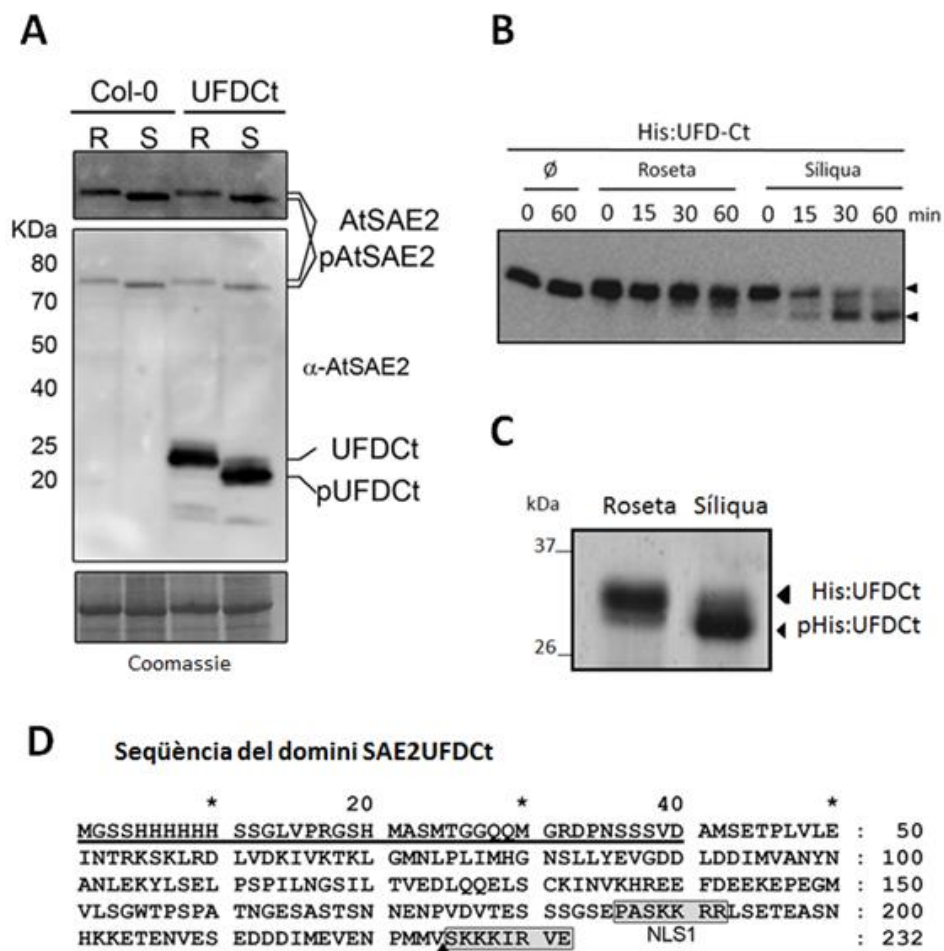 A
Col-0 UFDCt
R S R S
KDa
80
70
50
40
25
20
AtSAE2
pAtSAE2
α-AtSAE2
UFDCt
pUFDCt
Coomassie
B
His:UFD-Ct
Ø Roseta Síliqua
0 60 0 15 30 60 0 15 30 60 min
C
kDa Roseta Síliqua
37
26
His:UFDCt
pHis:UFDCt
D Seqüència del domini SAE2UFDCt
* 20 * 40 *
MGSSHHHHHH SSGLVPRGSH MASMTGGQQM GRDPNSSSVD AMSETPLVLE : 50
INTRKSKLRD LVDKIVKTKL GMNLPLIMHG NSLLYEVGDD LDDIMVANYN : 100
ANLEKYLSEL PSPILNGSIL TVEDLQQELS CKINVKHREE FDEEKEPEGM : 150
VLSGWTPSPA TNGESASTSN NENPVDVTES SSGSEPASKK RRLSETEASN : 200
NLS1
HKKETENVES EDDDIMEVEN PMMVSKKKIR VE : 232